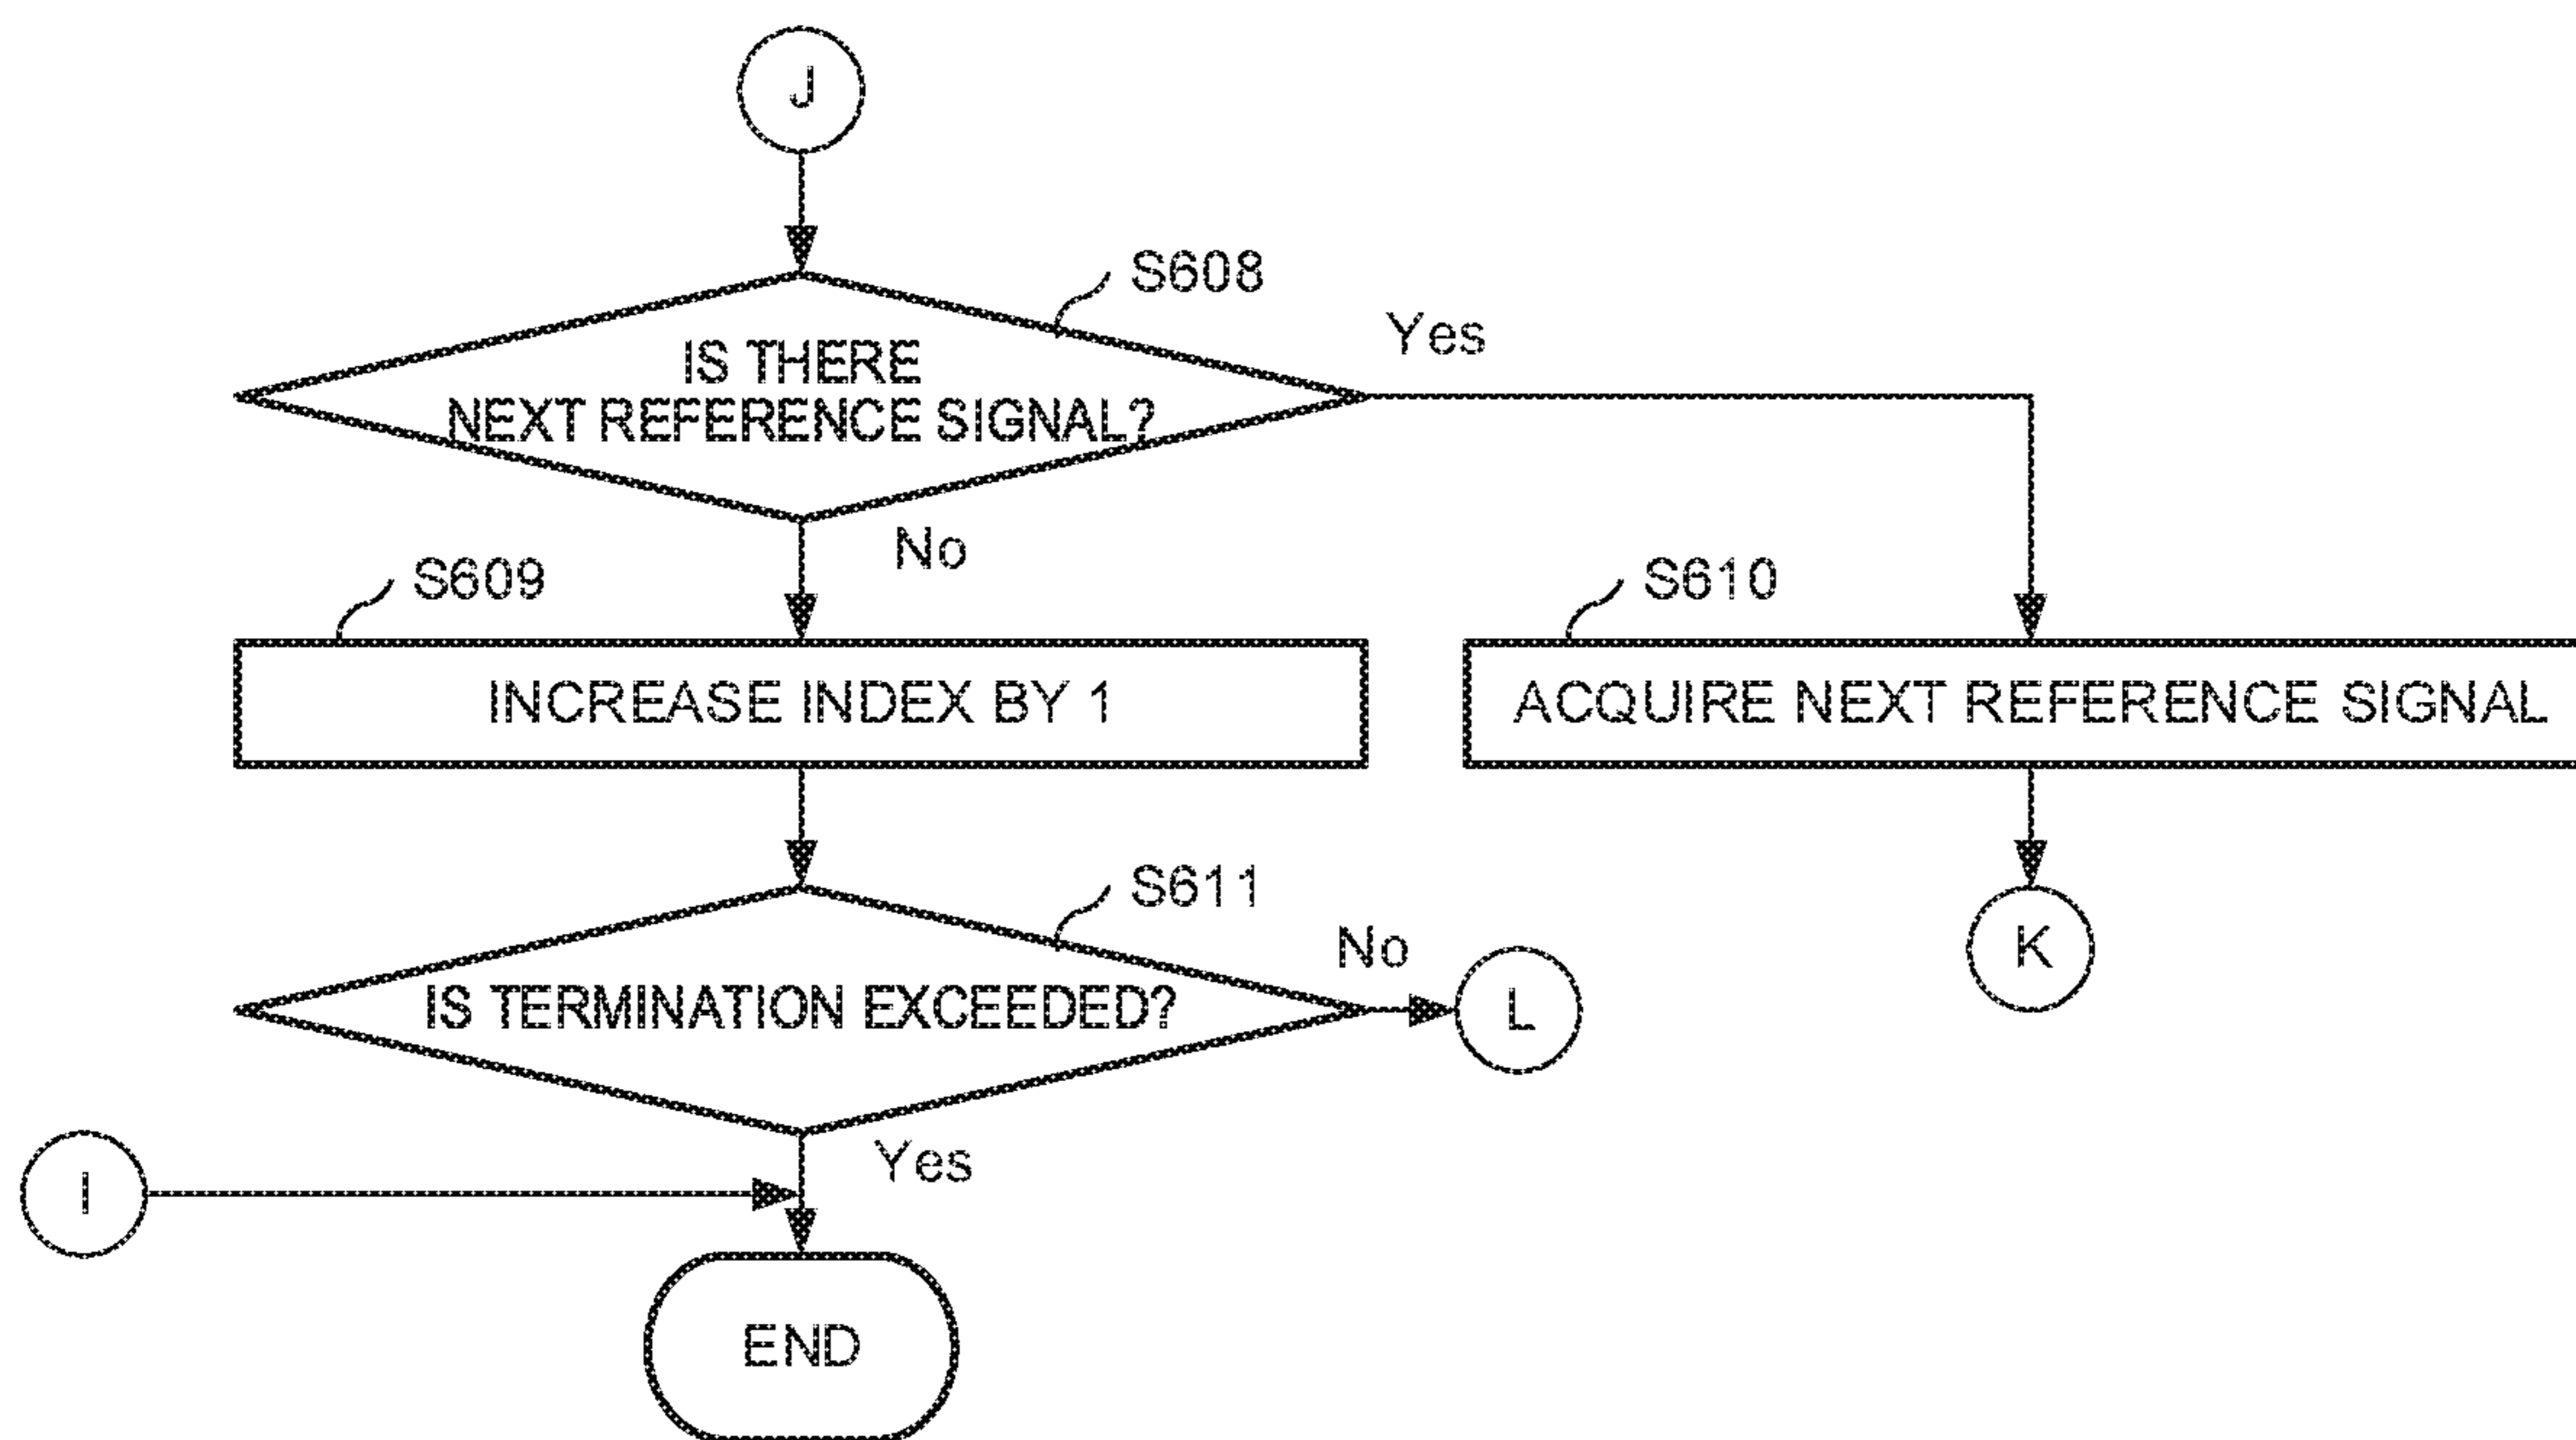 J
S608
IS THERE
NEXT REFERENCE SIGNAL?
Yes
No
S609
INCREASE INDEX BY 1
S610
ACQUIRE NEXT REFERENCE SIGNAL
S611
IS TERMINATION EXCEEDED?
No
L
K
Yes
I
END